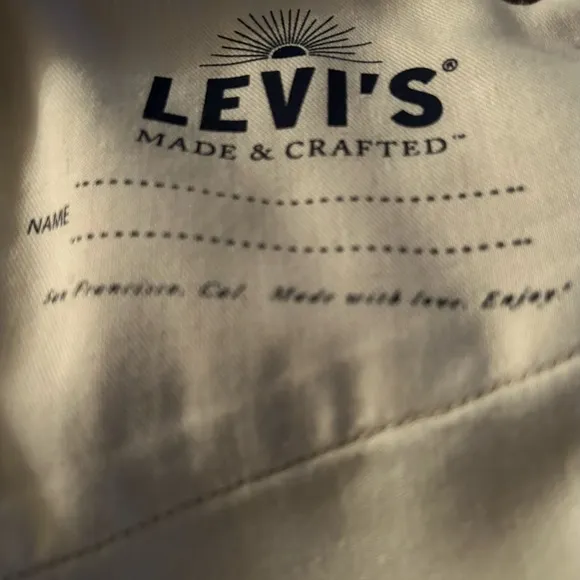 LEVI'S®
MADE & CRAFTED™
NAME
San Francisco. Cal. Made with love. Enjoy.